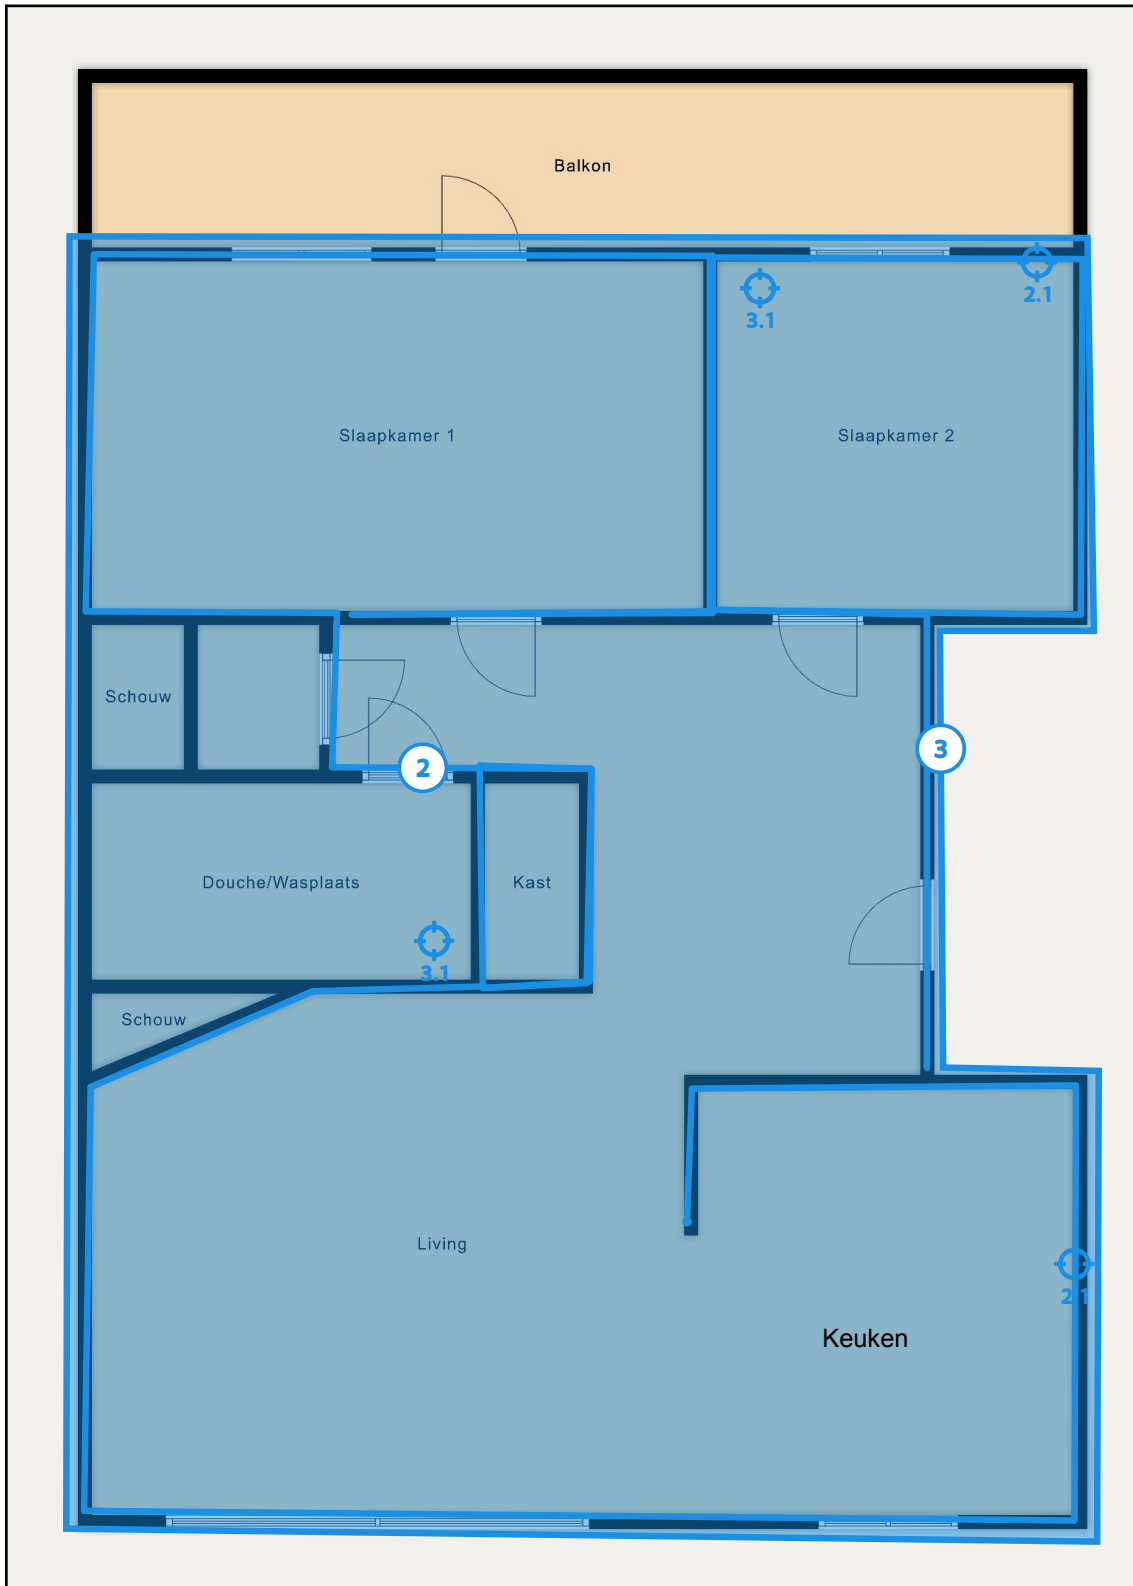 Balkon
3.1
2.1
Slaapkamer 1
Slaapkamer 2
Schouw
2
3
Douche/Wasplaats
Kast
3.1
Schouw
Living
2.1
Keuken